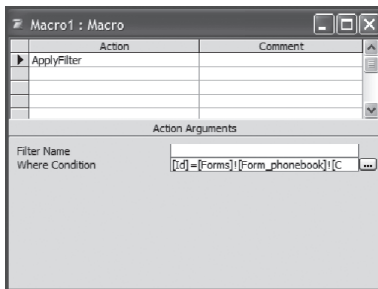 Macro1 : Macro
Action Comment
ApplyFilter
Action Arguments
Filter Name
Where Condition [Id]=[Forms]![Form_phonebook]![C ...